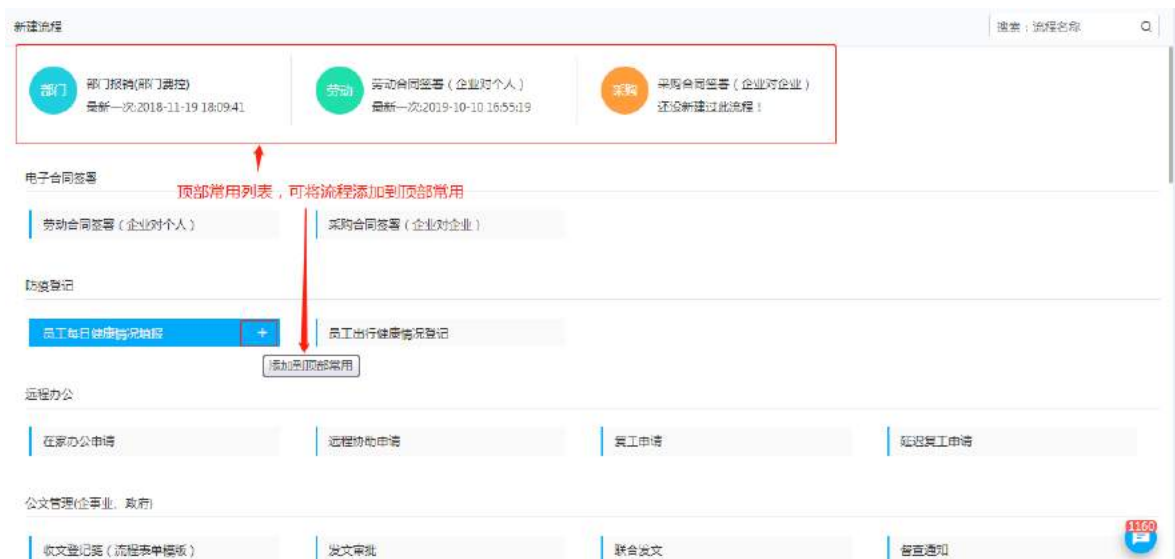 新建流程
搜索：流程名称
部门
部门报销(部门费控)
最新一次:2018-11-19 18:09:41
劳动
劳动合同签署（企业对个人）
最新一次:2019-10-10 16:55:19
采购
采购合同签署（企业对企业）
还没新建过此流程！
电子合同签署
顶部常用列表，可将流程添加到顶部常用
劳动合同签署（企业对个人）
采购合同签署（企业对企业）
防疫登记
员工每日健康情况填报
+
员工出行健康情况登记
添加到顶部常用
远程办公
在家办公申请
远程协助申请
复工申请
延迟复工申请
公文管理(企事业、政府)
1160
收文登记簿（流程表单模版）
发文审批
联合发文
督查通知